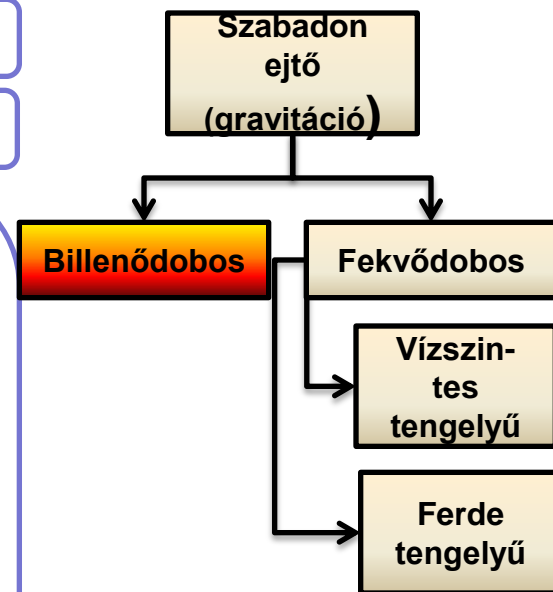 Szabadon
ejtő
(gravitáció)
Billenődobos
Fekvődobos
Vízszin-
tes
tengelyű
Ferde
tengelyű